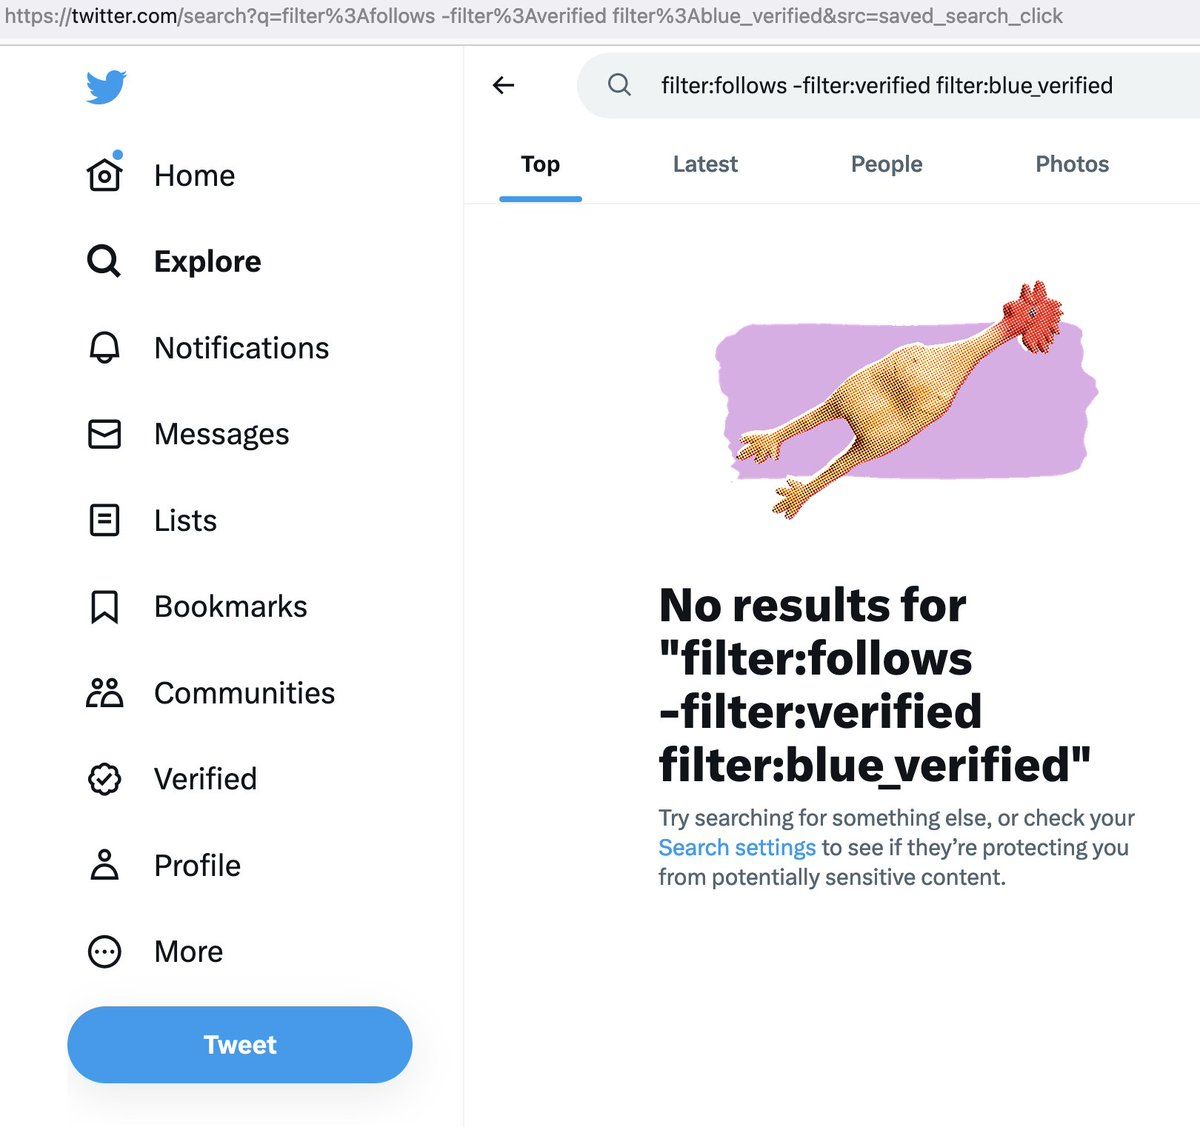 https://twitter.com/search?q=filter%3Afollows -filter%3Averified filter%3Ablue_verified&src=saved_search_click
filter:follows -filter:verified filter:blue_verified
Top Latest People Photos
Home
Explore
Notifications
Messages
Lists
Bookmarks
Communities
Verified
Profile
More
Tweet
No results for
"filter:follows
-filter:verified
filter:blue_verified"
Try searching for something else, or check your
Search settings to see if they’re protecting you
from potentially sensitive content.